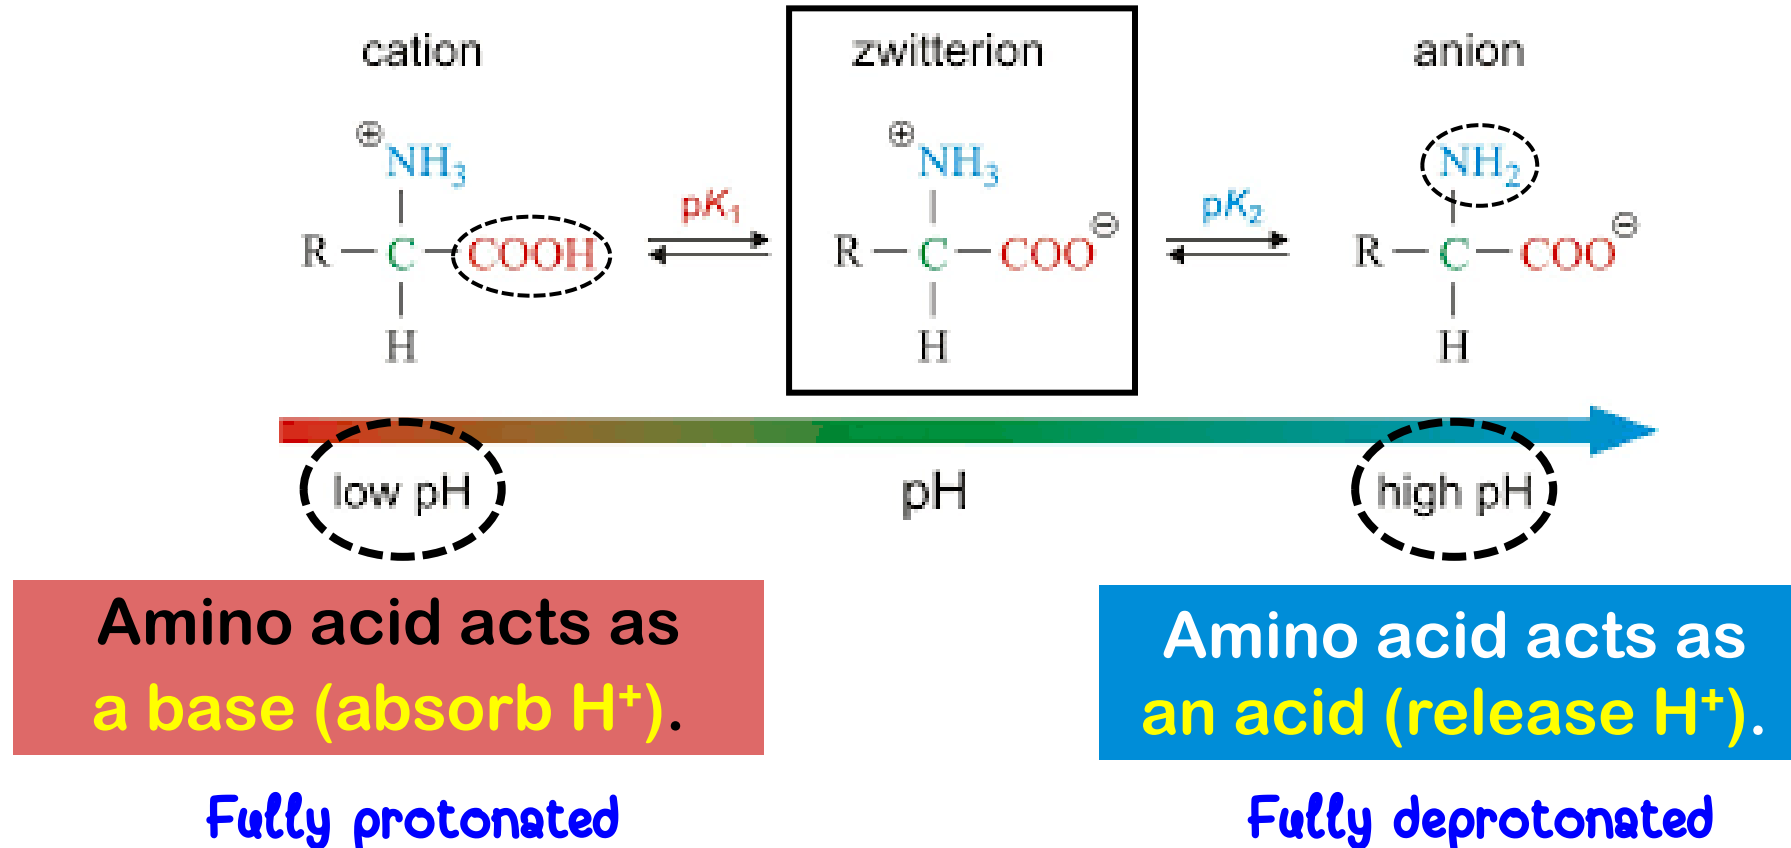 cation zwitterion anion
⊕ ⊕
NH₃ NH₃ NH₂
pK₁ pK₂
R—C—COOH R—C—COO⊖ R—C—COO⊖
H H H
low pH pH high pH
Amino acid acts as
a base (absorb H⁺).
Amino acid acts as
an acid (release H⁺).
Fully protonated
Fully deprotonated